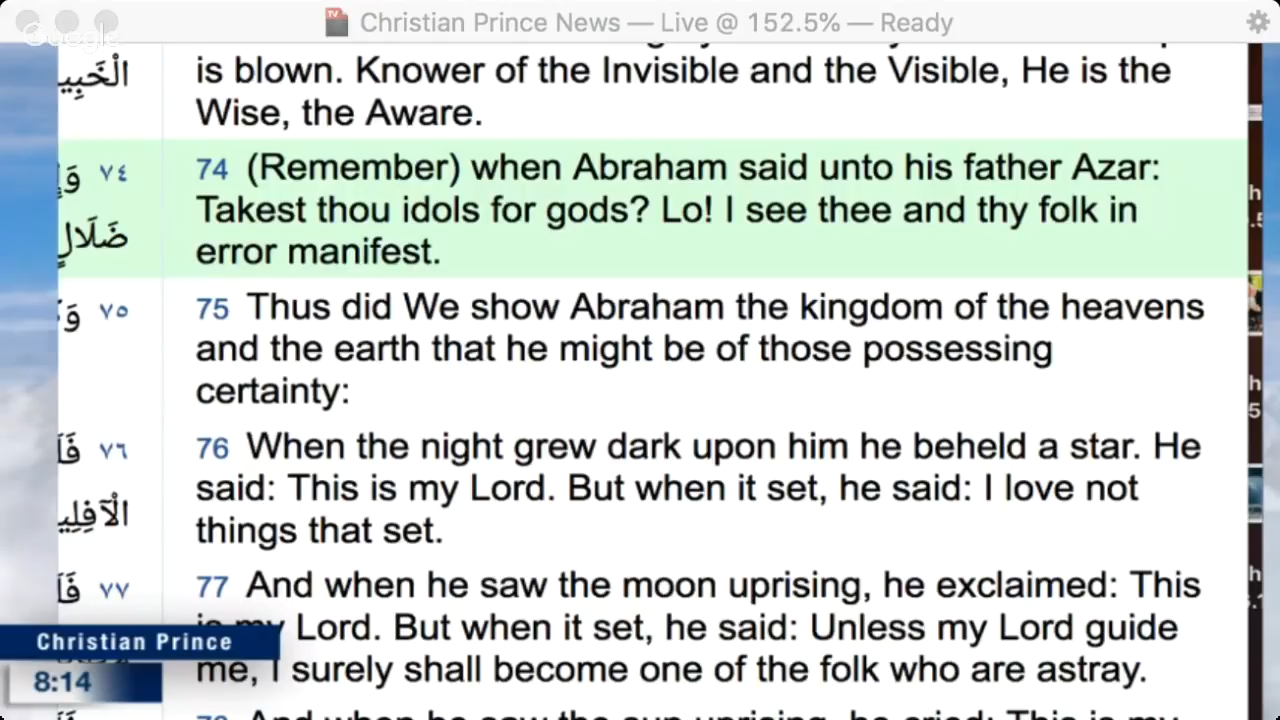 Christian Prince News — Live @ 152.5% — Ready
Google
is blown. Knower of the Invisible and the Visible, He is the
Wise, the Aware.
٧٤
74 (Remember) when Abraham said unto his father Azar:
Takest thou idols for gods? Lo! I see thee and thy folk in
ضَلَالٍ
error manifest.
٧٥
75 Thus did We show Abraham the kingdom of the heavens
and the earth that he might be of those possessing
certainty:
٧٦
76 When the night grew dark upon him he beheld a star. He
said: This is my Lord. But when it set, he said: I love not
things that set.
٧٧
77 And when he saw the moon uprising, he exclaimed: This
is my Lord. But when it set, he said: Unless my Lord guide
me, I surely shall become one of the folk who are astray.
Christian Prince
8:14